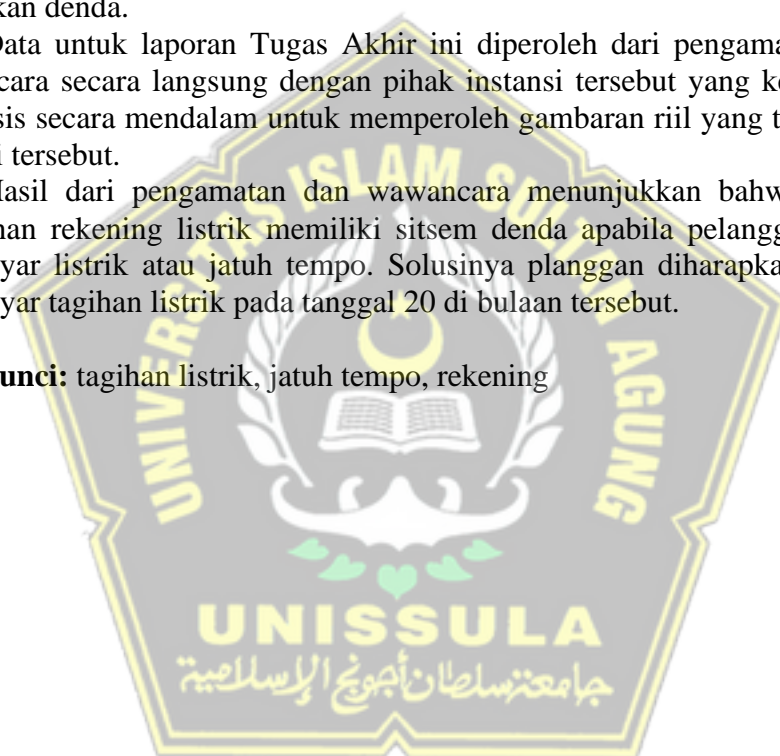 kan denda.
Data untuk laporan Tugas Akhir ini diperoleh dari pengama
cara secara langsung dengan pihak instansi tersebut yang ke
sis secara mendalam untuk memperoleh gambaran riil yang t
i tersebut.
Hasil dari pengamatan dan wawancara menunjukkan bahw
nan rekening listrik memiliki sitsem denda apabila pelangg
yar listrik atau jatuh tempo. Solusinya planggan diharapka
yar tagihan listrik pada tanggal 20 di bulaan tersebut.
unci: tagihan listrik, jatuh tempo, rekening
UNIVERSITAS ISLAM SULTAN AGUNG
UNISSULA
جامعتنسلطان أجونج الإسلامية